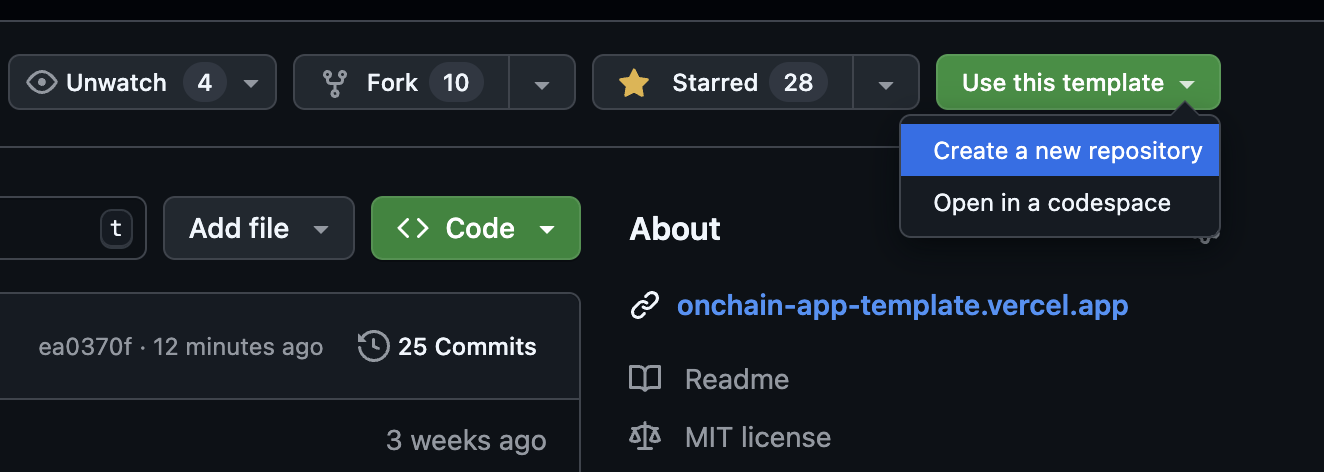 Unwatch 4 Fork 10 Starred 28 Use this template
Create a new repository
Open in a codespace
t Add file <> Code
About
onchain-app-template.vercel.app
ea0370f · 12 minutes ago 25 Commits
Readme
3 weeks ago
MIT license